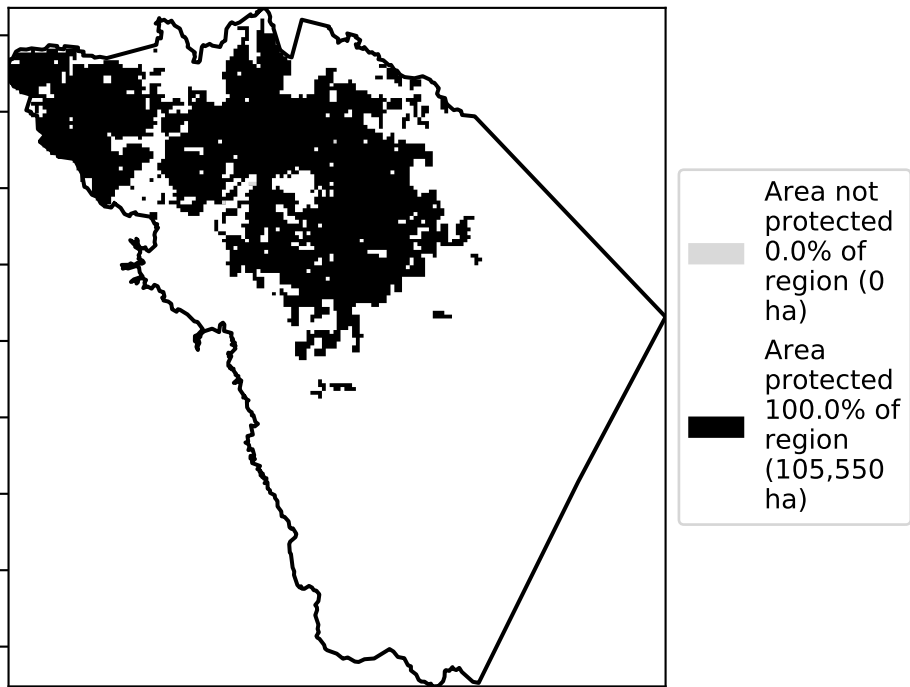 Area not
protected
0.0% of
region (0
ha)
Area
protected
100.0% of
region
(105,550
ha)